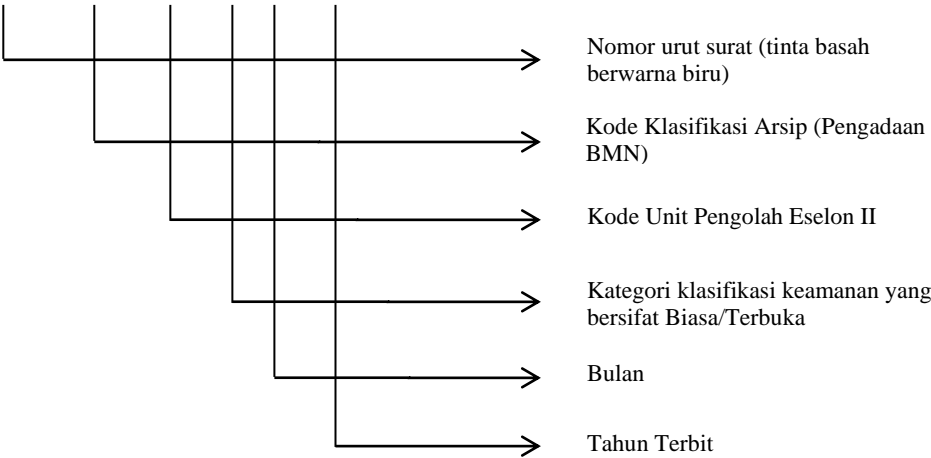 Nomor urut surat (tinta basah
berwarna biru)
Kode Klasifikasi Arsip (Pengadaan
BMN)
Kode Unit Pengolah Eselon II
Kategori klasifikasi keamanan yang
bersifat Biasa/Terbuka
Bulan
Tahun Terbit